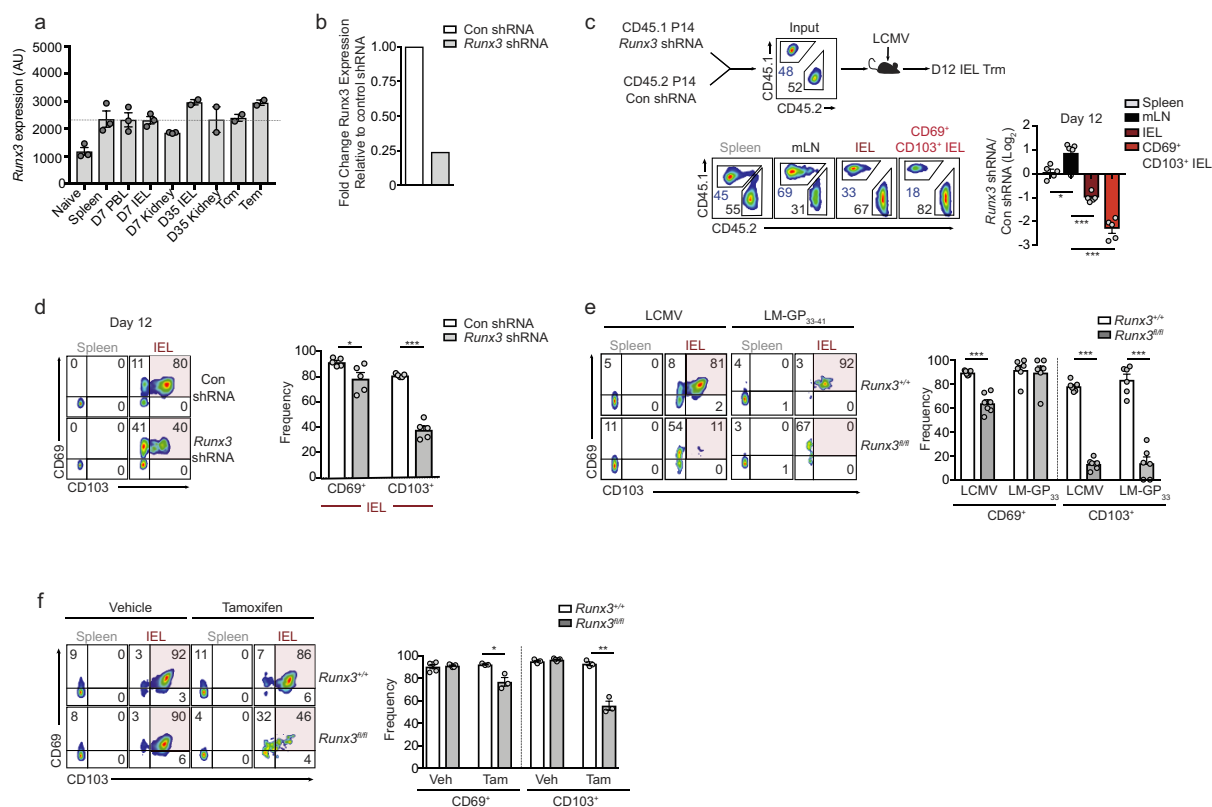 a
Runx3 expression (AU)
5000
4000
3000
2000
1000
0
Naive
Spleen
D7 PBL
D7 IEL
D7 Kidney
D35 IEL
D35 Kidney
Tcm
Tem
b
Con shRNA
Runx3 shRNA
Fold Change Runx3 Expression
Relative to control shRNA
1.00
0.75
0.50
0.25
0.00
c
CD45.1 P14
Runx3 shRNA
CD45.2 P14
Con shRNA
Input
CD45.1
48
52
CD45.2
LCMV
D12 IEL Trm
Spleen
mLN
IEL
CD69+
CD103+ IEL
CD45.1
45
55
69
31
33
67
18
82
CD45.2
Spleen
mLN
IEL
CD69+
CD103+ IEL
Day 12
Runx3 shRNA/
Con shRNA (Log2)
2
1
0
-1
-2
-3
*
***
***
d
Day 12
Spleen
IEL
0 0
0
11 80
0
Con
shRNA
0 0
0
41 40
0
Runx3
shRNA
CD69
CD103
Con shRNA
Runx3 shRNA
Frequency
100
80
60
40
20
0
*
***
CD69+
CD103+
IEL
e
LCMV
LM-GP33-41
Spleen
IEL
Spleen
IEL
5 0
0
8 81
2
4 0
1
3 92
0
Runx3+/+
11 0
0
54 11
0
3 0
1
67 0
0
Runx3fl/fl
CD69
CD103
Runx3+/+
Runx3fl/fl
Frequency
100
80
60
40
20
0
***
***
***
LCMV
LM-GP33
LCMV
LM-GP33
CD69+
CD103+
f
Vehicle
Tamoxifen
Spleen
IEL
Spleen
IEL
9 0
0
3 92
3
11 0
0
7 86
6
Runx3+/+
8 0
0
3 90
6
4 0
0
32 46
4
Runx3fl/fl
CD69
CD103
Runx3+/+
Runx3fl/fl
Frequency
100
80
60
40
20
0
*
**
Veh
Tam
Veh
Tam
CD69+
CD103+